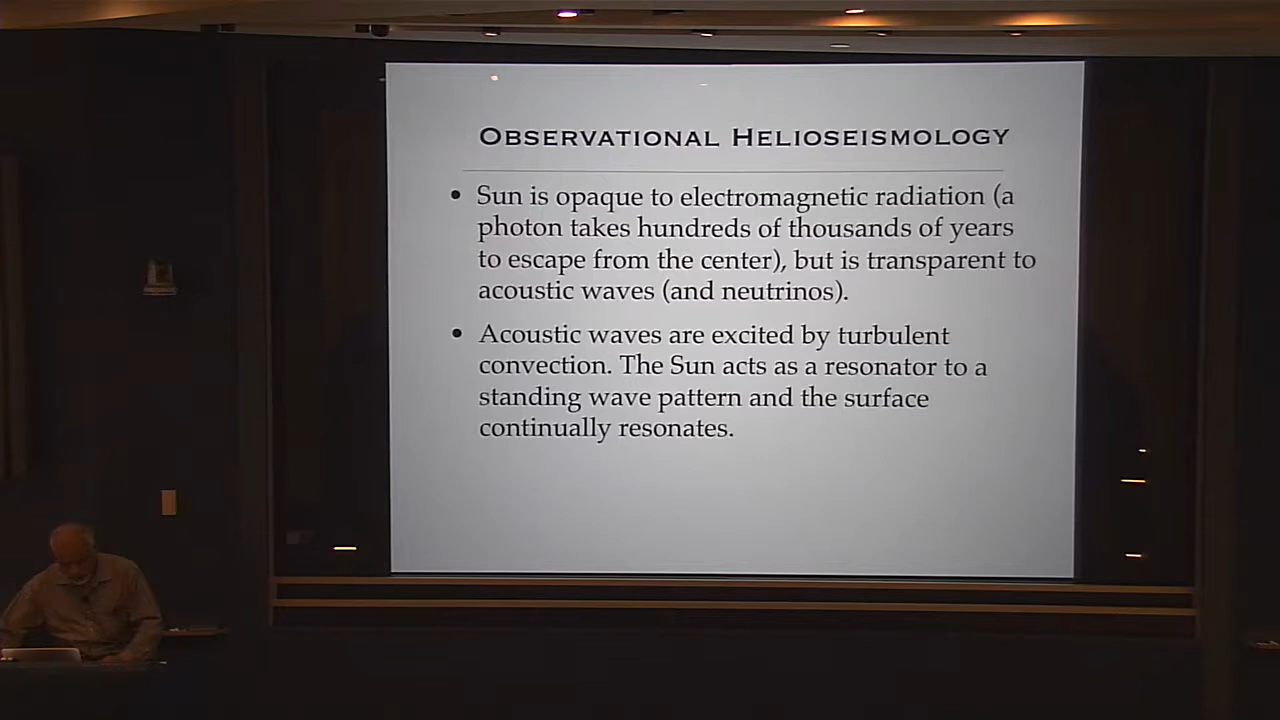 OBSERVATIONAL HELIOSEISMOLOGY
• Sun is opaque to electromagnetic radiation (a
photon takes hundreds of thousands of years
to escape from the center), but is transparent to
acoustic waves (and neutrinos).
• Acoustic waves are excited by turbulent
convection. The Sun acts as a resonator to a
standing wave pattern and the surface
continually resonates.